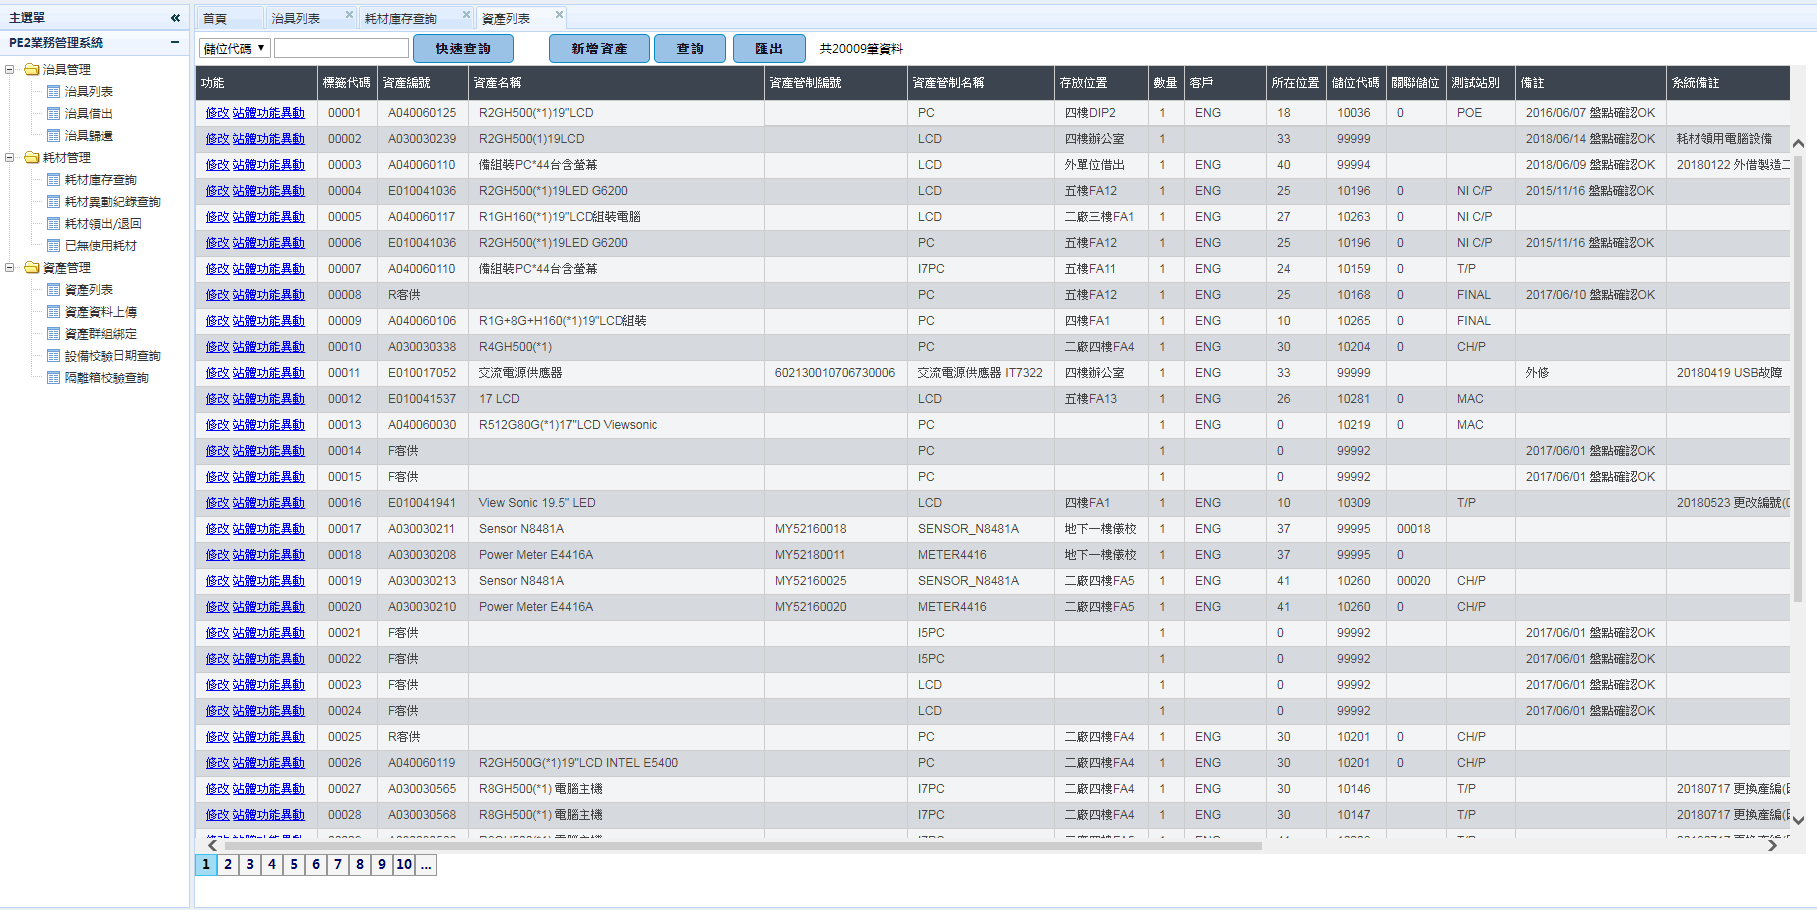 主選單 «
PE2業務管理系統 −
治具管理
治具列表
治具借出
治具歸還
耗材管理
耗材庫存查詢
耗材異動紀錄查詢
耗材領出/退回
已無使用耗材
資產管理
資產列表
資產資料上傳
資產群組綁定
設備校驗日期查詢
隔離箱校驗查詢
首頁 治具列表 耗材庫存查詢 資產列表
儲位代碼 快速查詢 新增資產 查詢 匯出 共20009筆資料
功能 標籤代碼 資產編號 資產名稱 資產管制編號 資產管制名稱 存放位置 數量 客戶 所在位置 儲位代碼 關聯儲位 測試站別 備註 系統備註
修改 站體功能異動 00001 A040060125 R2GH500(*1)19"LCD PC 四樓DIP2 1 ENG 18 10036 0 POE 2016/06/07 盤點確認OK
修改 站體功能異動 00002 A030030239 R2GH500(1)19LCD LCD 四樓辦公室 1 33 99999 2018/06/14 盤點確認OK 耗材領用電腦設備
修改 站體功能異動 00003 A040060110 備組裝PC*44台含螢幕 LCD 外單位借出 1 ENG 40 99994 2018/06/09 盤點確認OK 20180122 外借製造二
修改 站體功能異動 00004 E010041036 R2GH500(*1)19LED G6200 LCD 五樓FA12 1 ENG 25 10196 0 NI C/P 2015/11/16 盤點確認OK
修改 站體功能異動 00005 A040060117 R1GH160(*1)19"LCD組裝電腦 LCD 二廠三樓FA1 1 ENG 27 10263 0 NI C/P
修改 站體功能異動 00006 E010041036 R2GH500(*1)19LED G6200 PC 五樓FA12 1 ENG 25 10196 0 NI C/P 2015/11/16 盤點確認OK
修改 站體功能異動 00007 A040060110 備組裝PC*44台含螢幕 I7PC 五樓FA11 1 ENG 24 10159 0 T/P
修改 站體功能異動 00008 R客供 PC 五樓FA12 1 ENG 25 10168 0 FINAL 2017/06/10 盤點確認OK
修改 站體功能異動 00009 A040060106 R1G+8G+H160(*1)19"LCD組裝 PC 四樓FA1 1 ENG 10 10265 0 FINAL
修改 站體功能異動 00010 A030030338 R4GH500(*1) PC 二廠四樓FA4 1 ENG 30 10204 0 CH/P
修改 站體功能異動 00011 E010017052 交流電源供應器 602130010706730006 交流電源供應器 IT7322 四樓辦公室 1 ENG 33 99999 外修 20180419 USB故障
修改 站體功能異動 00012 E010041537 17 LCD LCD 五樓FA13 1 ENG 26 10281 0 MAC
修改 站體功能異動 00013 A040060030 R512G80G(*1)17"LCD Viewsonic PC 1 ENG 0 10219 0 MAC
修改 站體功能異動 00014 F客供 PC 1 0 99992 2017/06/01 盤點確認OK
修改 站體功能異動 00015 F客供 PC 1 0 99992 2017/06/01 盤點確認OK
修改 站體功能異動 00016 E010041941 View Sonic 19.5" LED LCD 四樓FA1 1 ENG 10 10309 T/P 20180523 更改編號(
修改 站體功能異動 00017 A030030211 Sensor N8481A MY52160018 SENSOR_N8481A 地下一樓儀校 1 ENG 37 99995 00018
修改 站體功能異動 00018 A030030208 Power Meter E4416A MY52180011 METER4416 地下一樓儀校 1 ENG 37 99995 0
修改 站體功能異動 00019 A030030213 Sensor N8481A MY52160025 SENSOR_N8481A 二廠四樓FA5 1 ENG 41 10260 00020 CH/P
修改 站體功能異動 00020 A030030210 Power Meter E4416A MY52160020 METER4416 二廠四樓FA5 1 ENG 41 10260 0 CH/P
修改 站體功能異動 00021 F客供 I5PC 1 0 99992 2017/06/01 盤點確認OK
修改 站體功能異動 00022 F客供 I5PC 1 0 99992 2017/06/01 盤點確認OK
修改 站體功能異動 00023 F客供 LCD 1 0 99992 2017/06/01 盤點確認OK
修改 站體功能異動 00024 F客供 LCD 1 0 99992 2017/06/01 盤點確認OK
修改 站體功能異動 00025 R客供 PC 二廠四樓FA4 1 ENG 30 10201 0 CH/P
修改 站體功能異動 00026 A040060119 R2GH500G(*1)19"LCD INTEL E5400 PC 二廠四樓FA4 1 ENG 30 10201 0 CH/P
修改 站體功能異動 00027 A030030565 R8GH500(*1) 電腦主機 I7PC 二廠四樓FA4 1 ENG 30 10146 T/P 20180717 更換產編(
修改 站體功能異動 00028 A030030568 R8GH500(*1) 電腦主機 I7PC 二廠四樓FA4 1 ENG 30 10147 T/P 20180717 更換產編(
1 2 3 4 5 6 7 8 9 10 ...